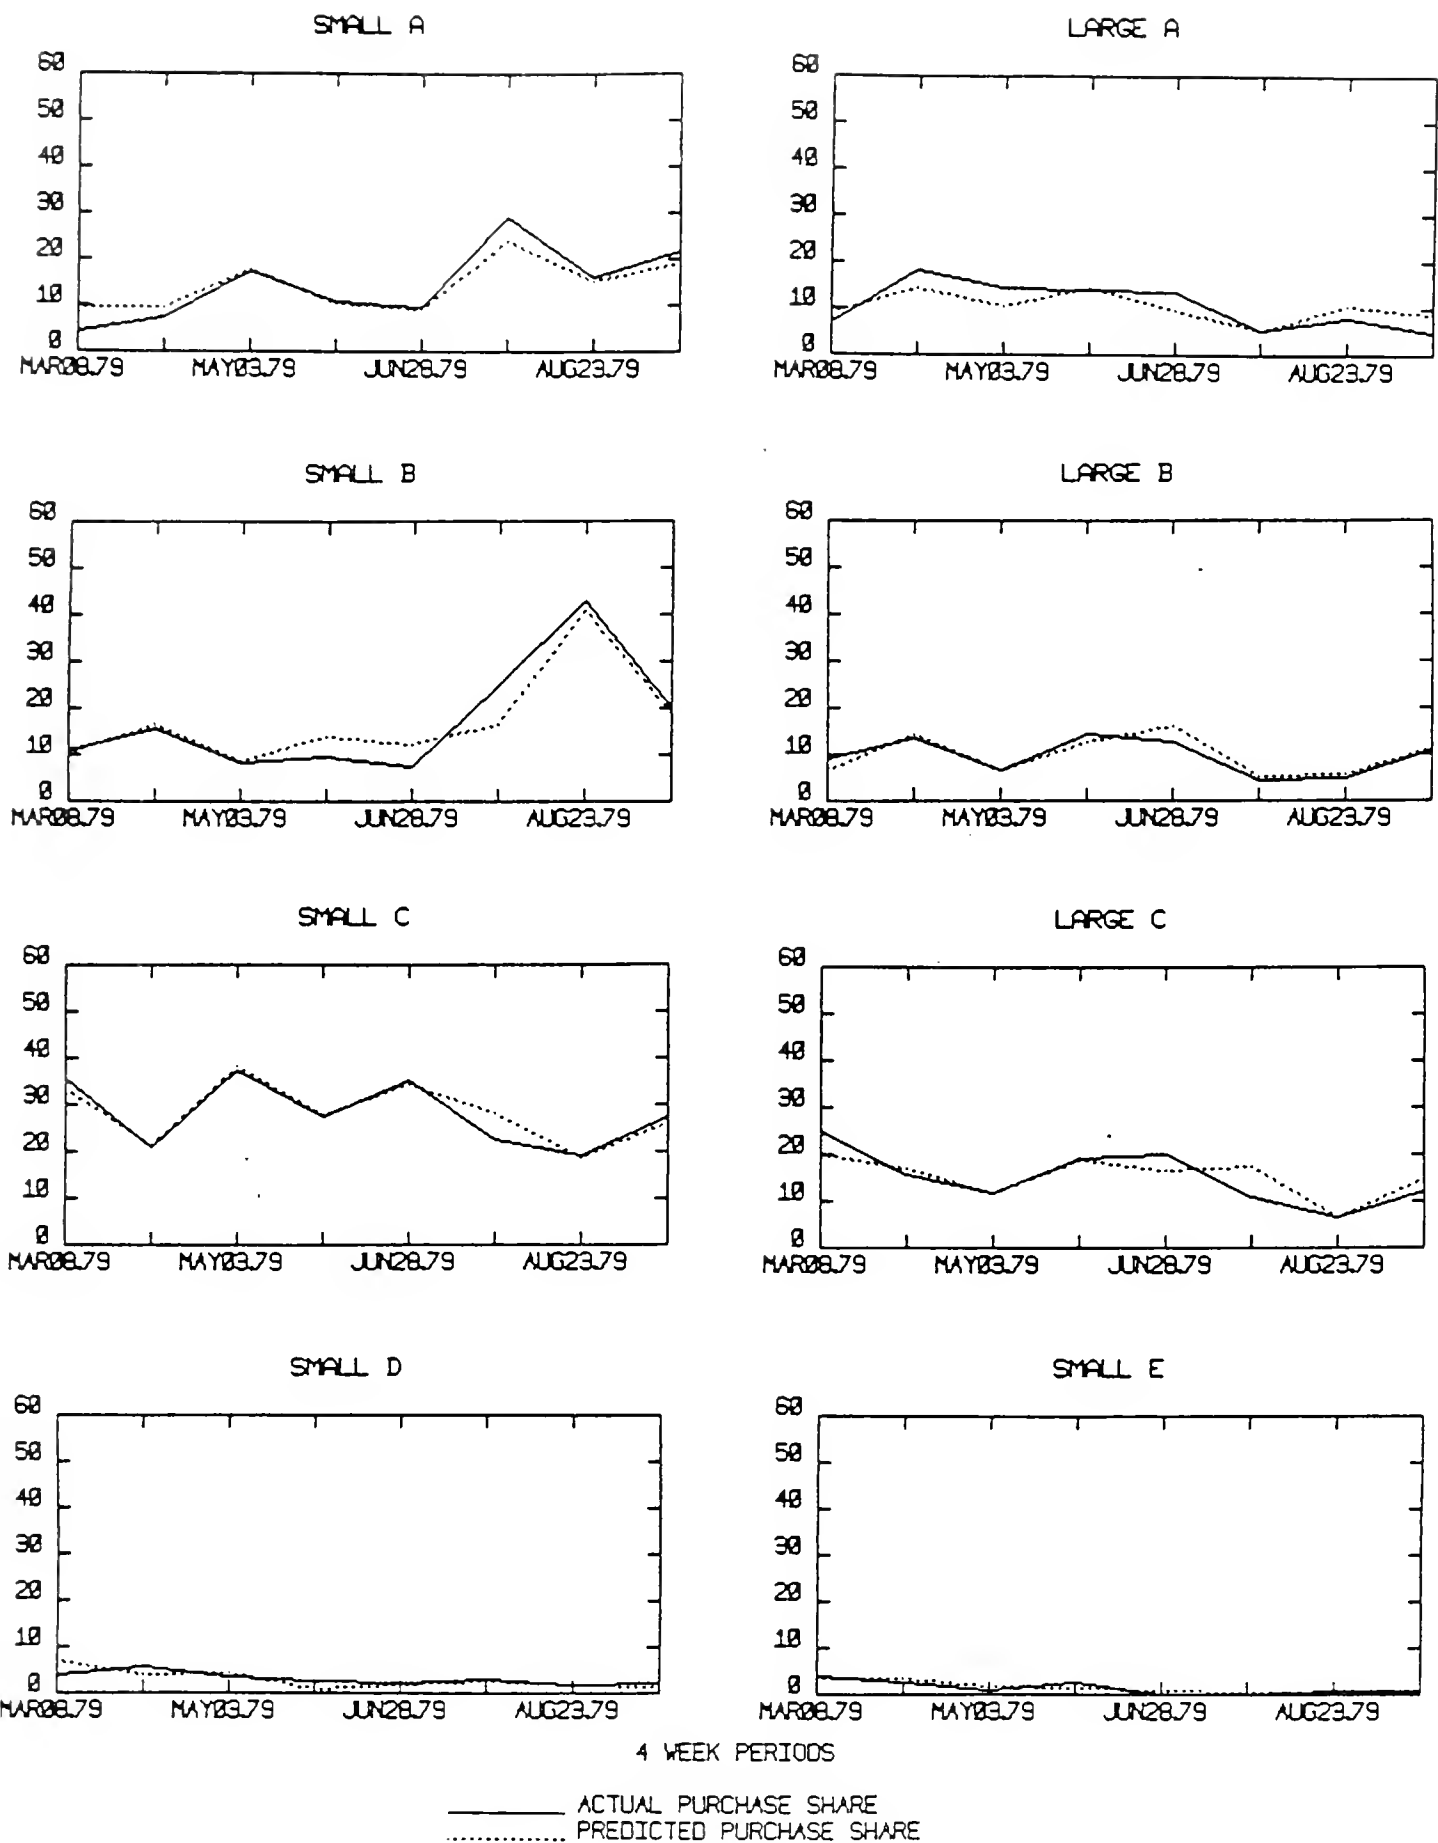 SMALL A
60
50
40
30
20
10
0
MAR08.79 MAY03.79 JUN28.79 AUG23.79
LARGE A
60
50
40
30
20
10
0
MAR08.79 MAY03.79 JUN28.79 AUG23.79
SMALL B
60
50
40
30
20
10
0
MAR08.79 MAY03.79 JUN28.79 AUG23.79
LARGE B
60
50
40
30
20
10
0
MAR08.79 MAY03.79 JUN28.79 AUG23.79
SMALL C
60
50
40
30
20
10
0
MAR08.79 MAY03.79 JUN28.79 AUG23.79
LARGE C
60
50
40
30
20
10
0
MAR08.79 MAY03.79 JUN28.79 AUG23.79
SMALL D
60
50
40
30
20
10
0
MAR08.79 MAY03.79 JUN28.79 AUG23.79
SMALL E
60
50
40
30
20
10
0
MAR08.79 MAY03.79 JUN28.79 AUG23.79
4 WEEK PERIODS
ACTUAL PURCHASE SHARE
PREDICTED PURCHASE SHARE